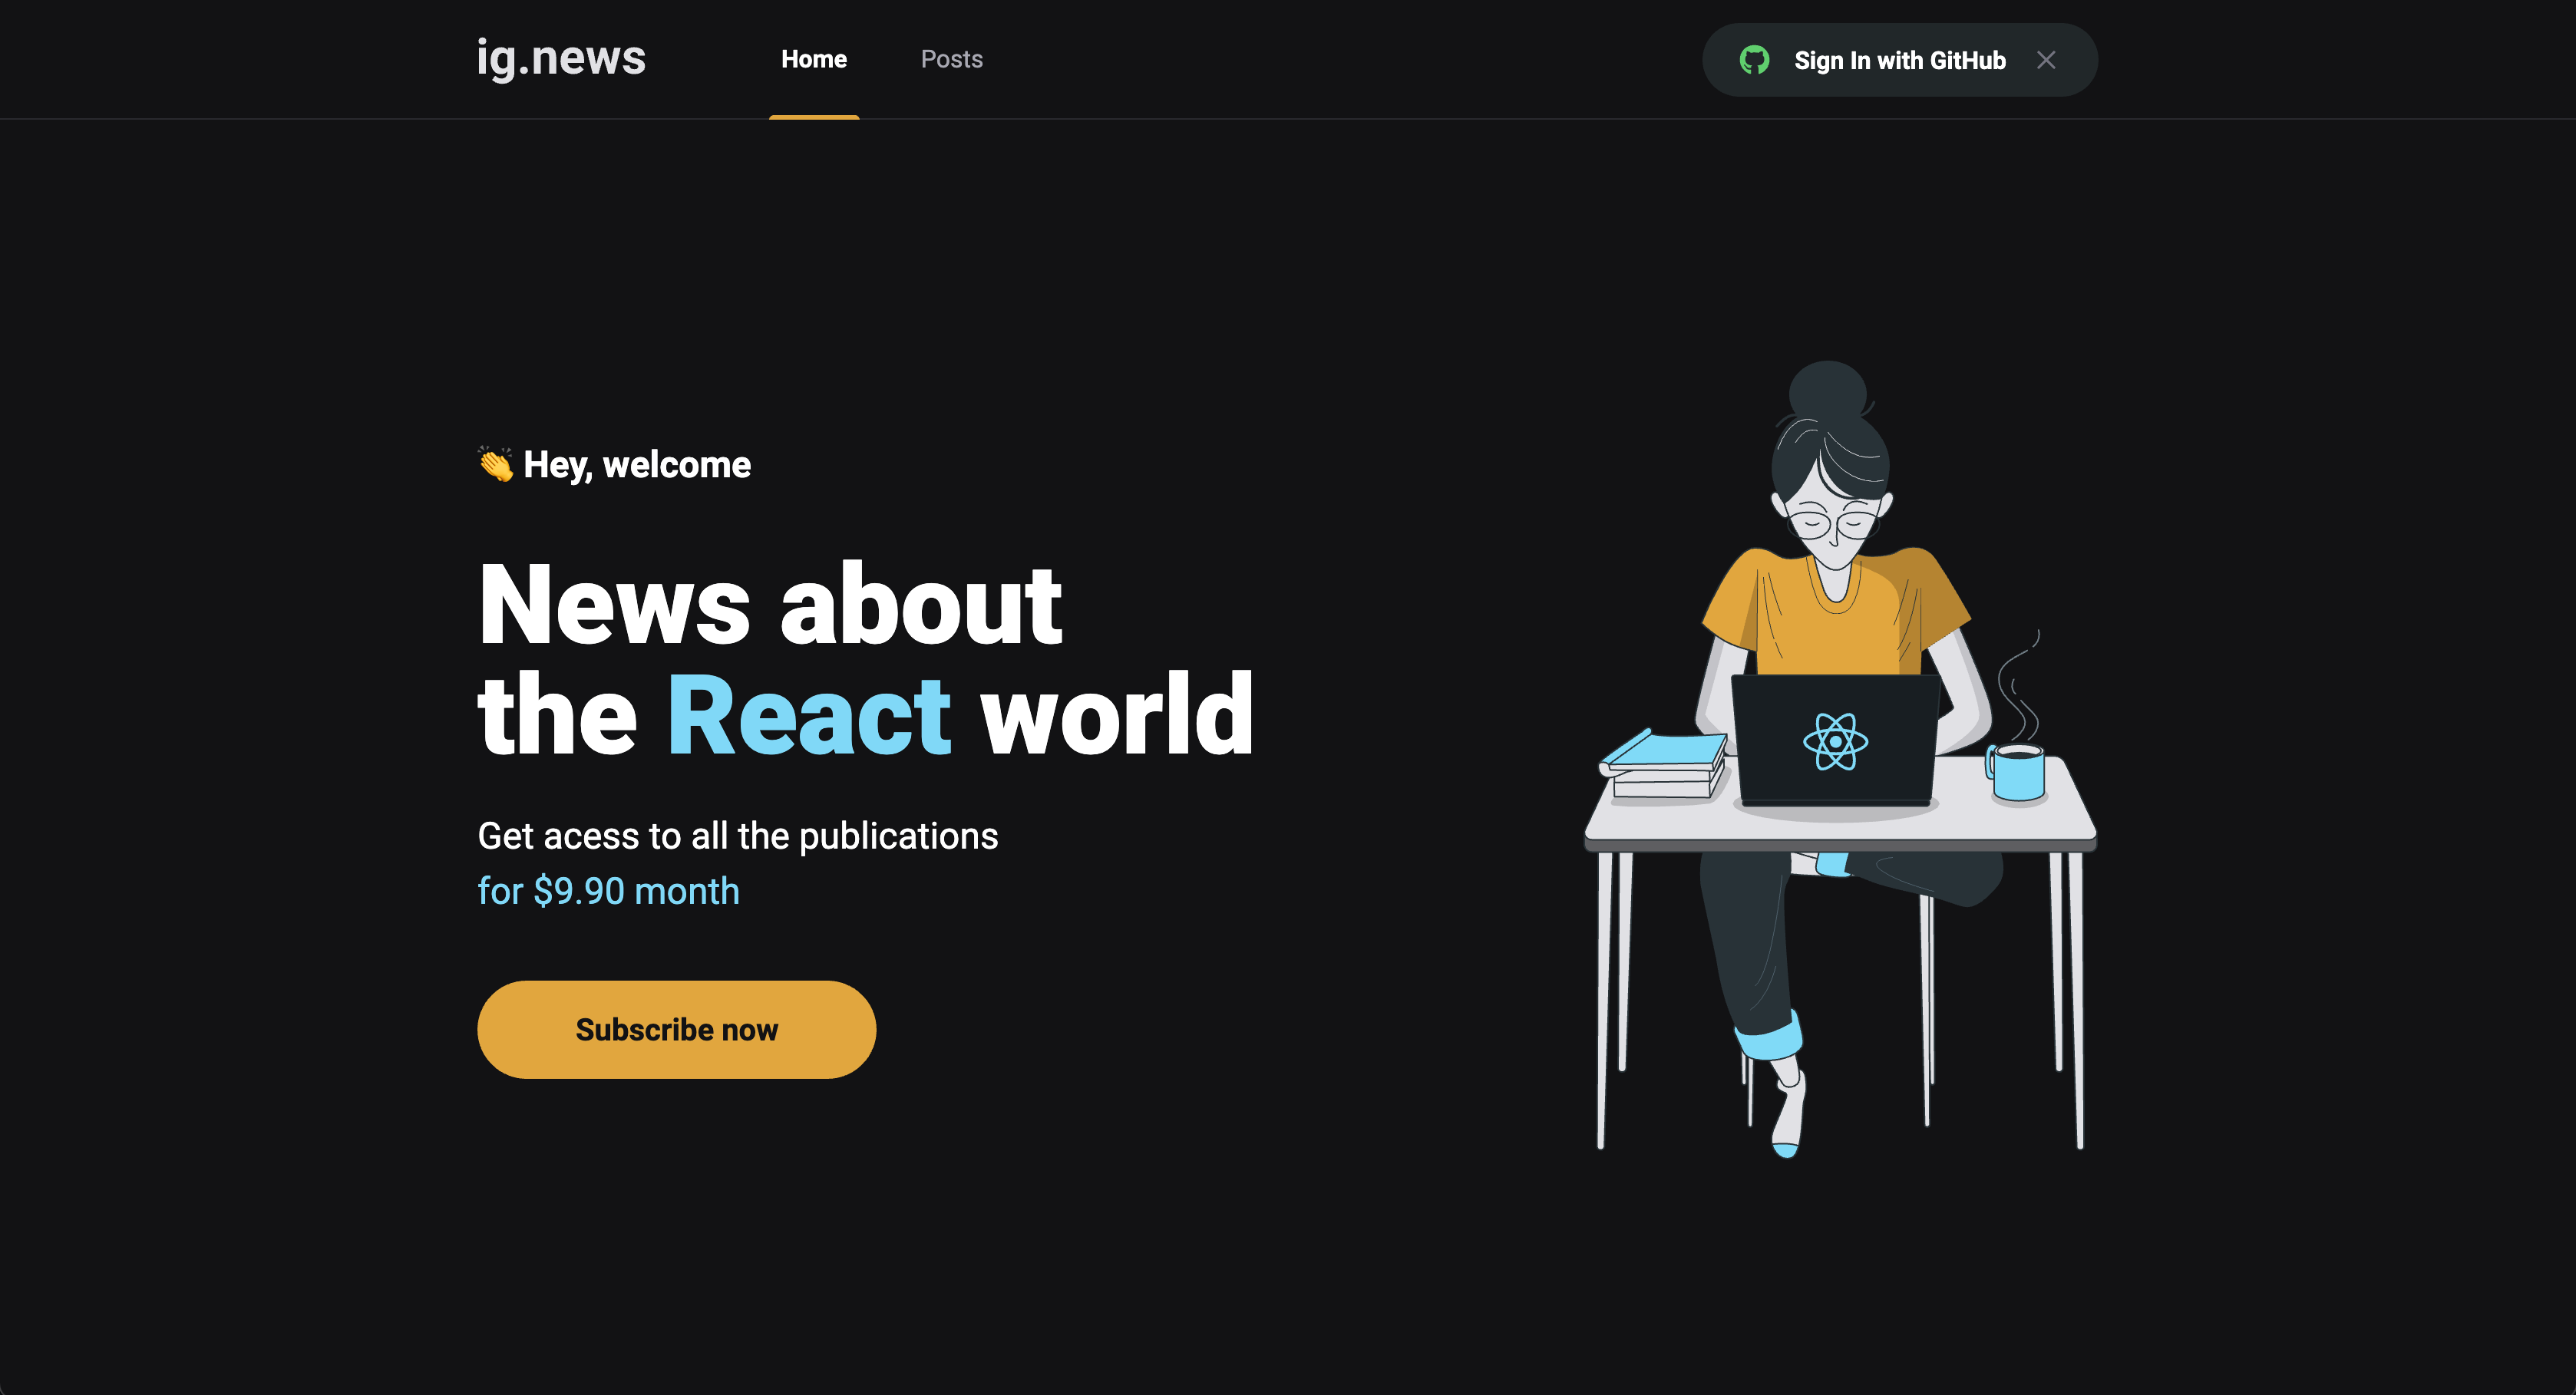 ig.news
Home
Posts
Sign In with GitHub
👏 Hey, welcome
News about
the React world
Get acess to all the publications
for $9.90 month
Subscribe now